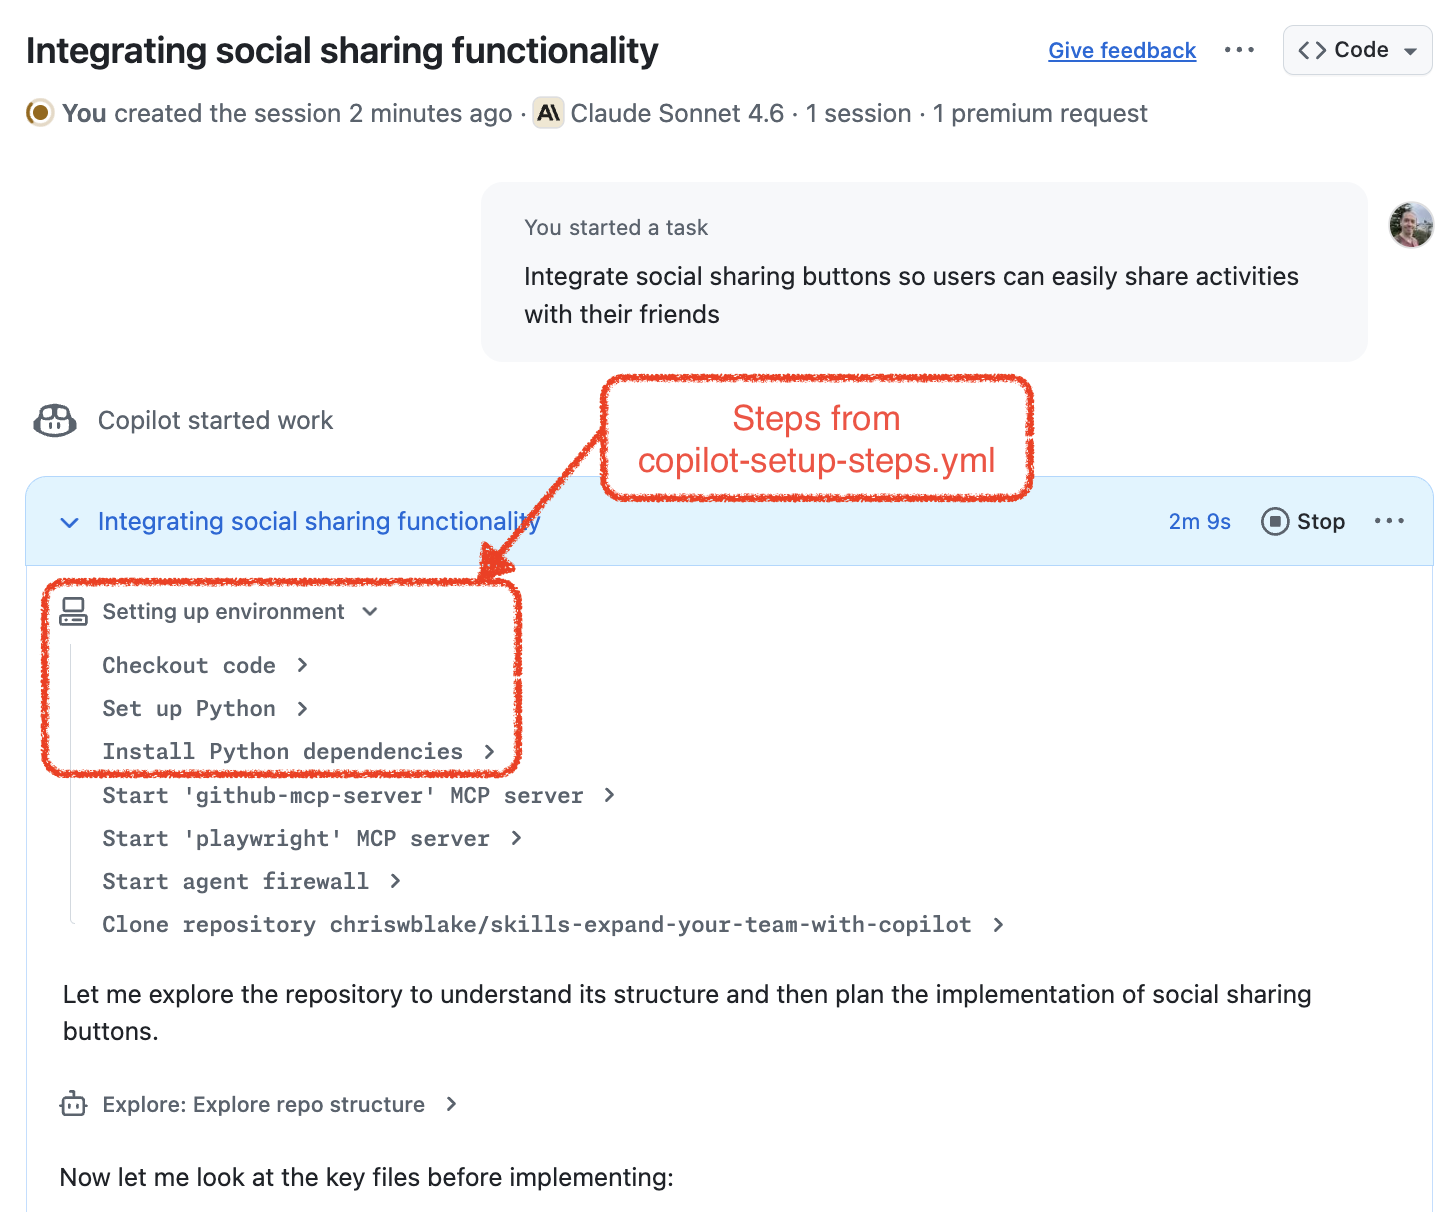 Integrating social sharing functionality
Give feedback
Code
You created the session 2 minutes ago · Claude Sonnet 4.6 · 1 session · 1 premium request
You started a task
Integrate social sharing buttons so users can easily share activities
with their friends
Copilot started work
Steps from
copilot-setup-steps.yml
Integrating social sharing functionality
2m 9s
Stop
Setting up environment
Checkout code
Set up Python
Install Python dependencies
Start 'github-mcp-server' MCP server
Start 'playwright' MCP server
Start agent firewall
Clone repository chriswblake/skills-expand-your-team-with-copilot
Let me explore the repository to understand its structure and then plan the implementation of social sharing
buttons.
Explore: Explore repo structure
Now let me look at the key files before implementing: